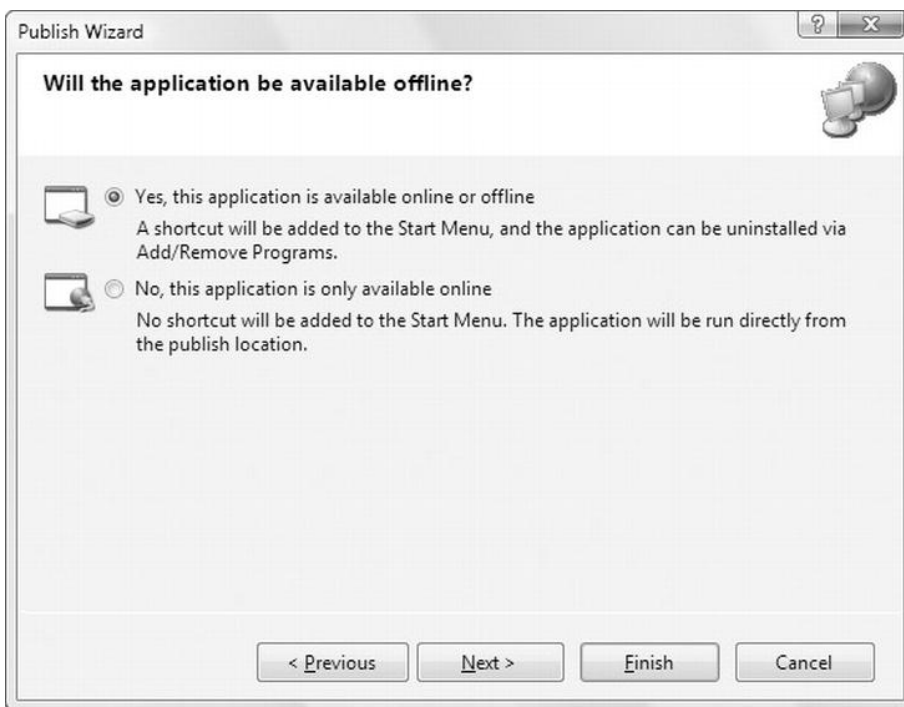 Publish Wizard
Will the application be available offline?
Yes, this application is available online or offline
A shortcut will be added to the Start Menu, and the application can be uninstalled via
Add/Remove Programs.
No, this application is only available online
No shortcut will be added to the Start Menu. The application will be run directly from
the publish location.
< Previous Next > Finish Cancel